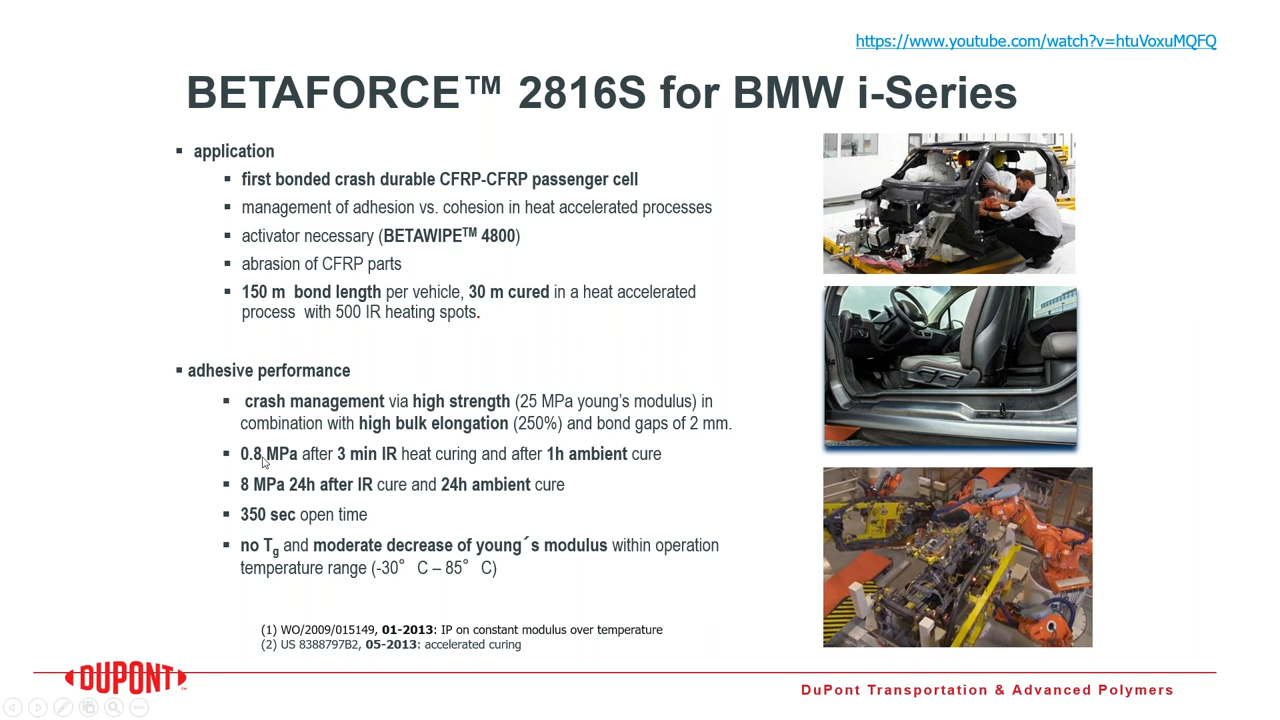 https://www.youtube.com/watch?v=htuVoxuMQFQ
BETAFORCE™ 2816S for BMW i-Series
▪ application
▪ first bonded crash durable CFRP-CFRP passenger cell
▪ management of adhesion vs. cohesion in heat accelerated processes
▪ activator necessary (BETAWIPE™ 4800)
▪ abrasion of CFRP parts
▪ 150 m bond length per vehicle, 30 m cured in a heat accelerated
process with 500 IR heating spots.
▪ adhesive performance
▪ crash management via high strength (25 MPa young's modulus) in
combination with high bulk elongation (250%) and bond gaps of 2 mm.
▪ 0.8 MPa after 3 min IR heat curing and after 1h ambient cure
▪ 8 MPa 24h after IR cure and 24h ambient cure
▪ 350 sec open time
▪ no Tg and moderate decrease of young´s modulus within operation
temperature range (-30° C – 85° C)
(1) WO/2009/015149, 01-2013: IP on constant modulus over temperature
(2) US 8388797B2, 05-2013: accelerated curing
DUPONT™
DuPont Transportation & Advanced Polymers